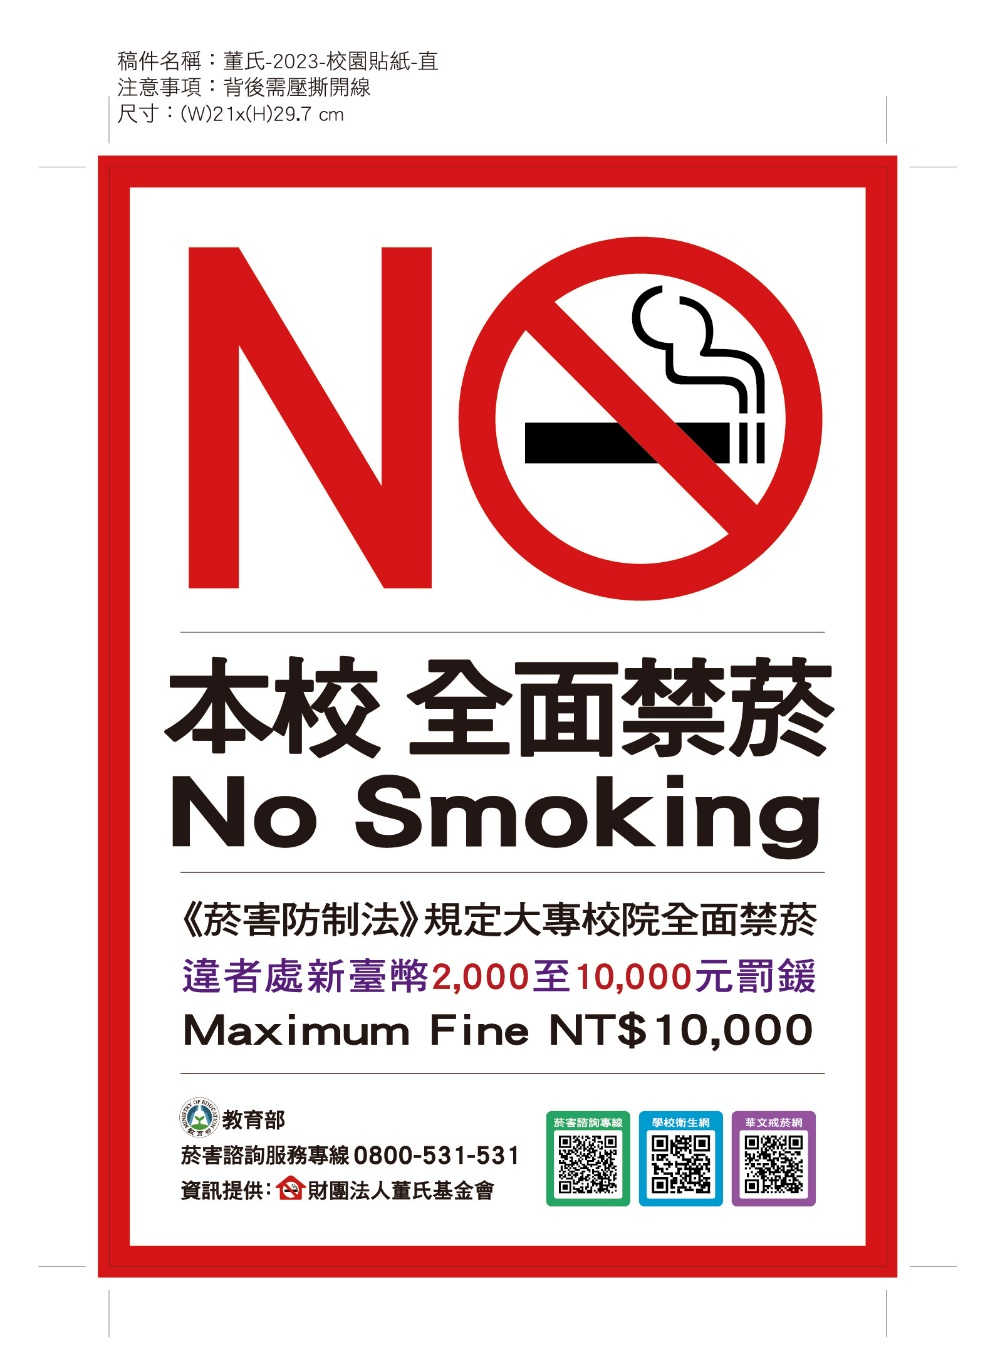 稿件名稱：董氏-2023-校園貼紙-直
注意事項：背後需壓撕開線
尺寸：(W)21x(H)29.7 cm
NO
本校 全面禁菸
No Smoking
《菸害防制法》規定大專校院全面禁菸
違者處新臺幣2,000至10,000元罰鍰
Maximum Fine NT$10,000
教育部
菸害諮詢服務專線 0800-531-531
資訊提供：財團法人董氏基金會
菸害諮詢專線 學校衛生網 華文戒菸網